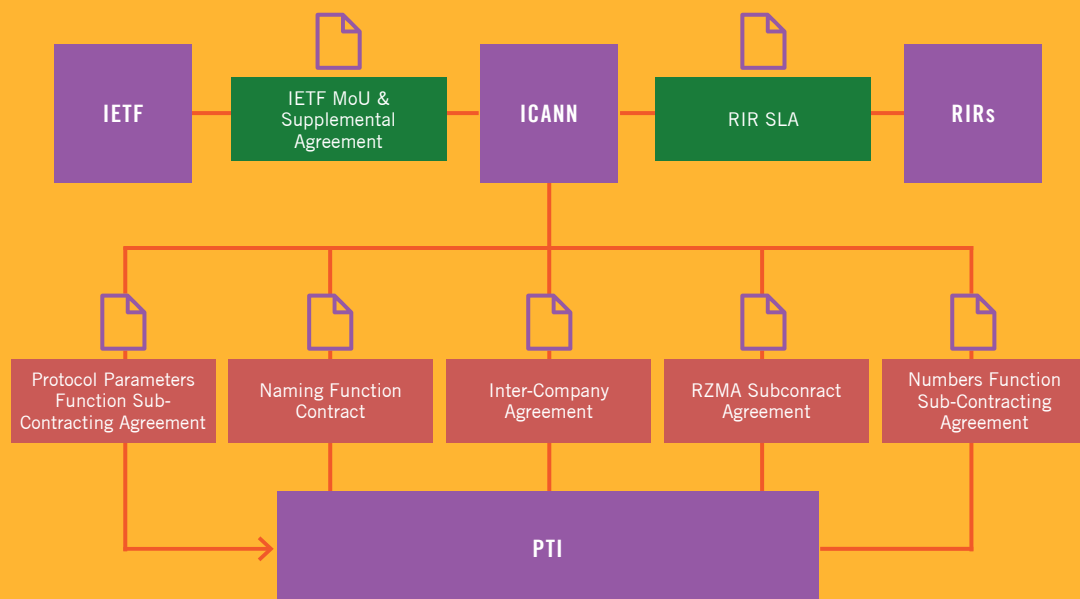 IETF
IETF MoU &
Supplemental
Agreement
ICANN
RIR SLA
RIRs
Protocol Parameters
Function Sub-
Contracting Agreement
Naming Function
Contract
Inter-Company
Agreement
RZMA Subconract
Agreement
Numbers Function
Sub-Contracting
Agreement
PTI